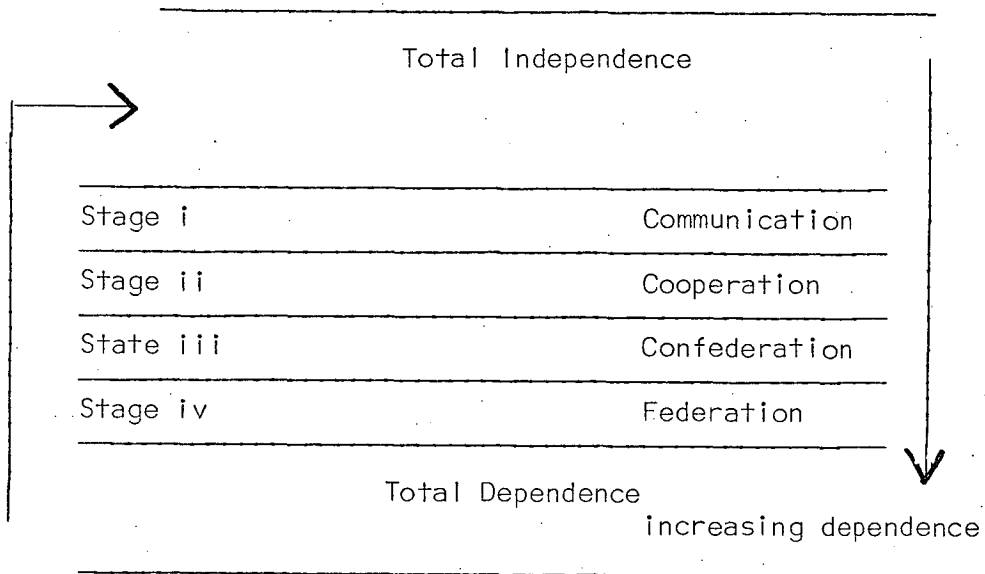 Total Independence
Stage i Communication
Stage ii Cooperation
State iii Confederation
Stage iv Federation
Total Dependence
increasing dependence